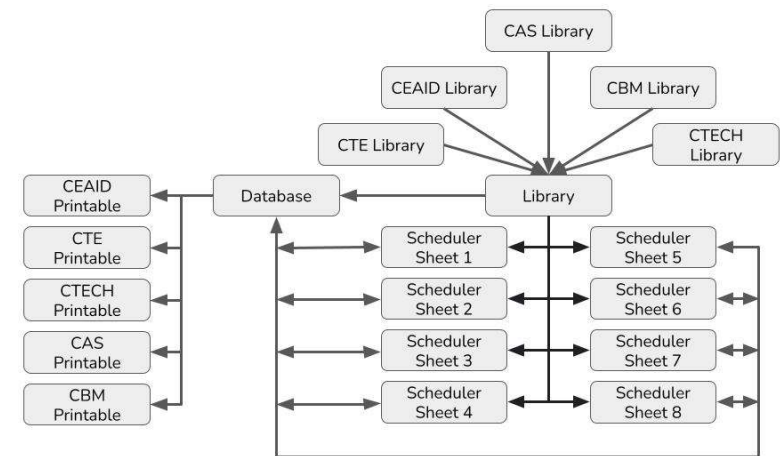 CAS Library
CEAID Library
CBM Library
CTE Library
CTECH
Library
CEAID
Printable
Database
Library
CTE
Printable
Scheduler
Sheet 1
Scheduler
Sheet 5
CTECH
Printable
Scheduler
Sheet 2
Scheduler
Sheet 6
CAS
Printable
Scheduler
Sheet 3
Scheduler
Sheet 7
CBM
Printable
Scheduler
Sheet 4
Scheduler
Sheet 8